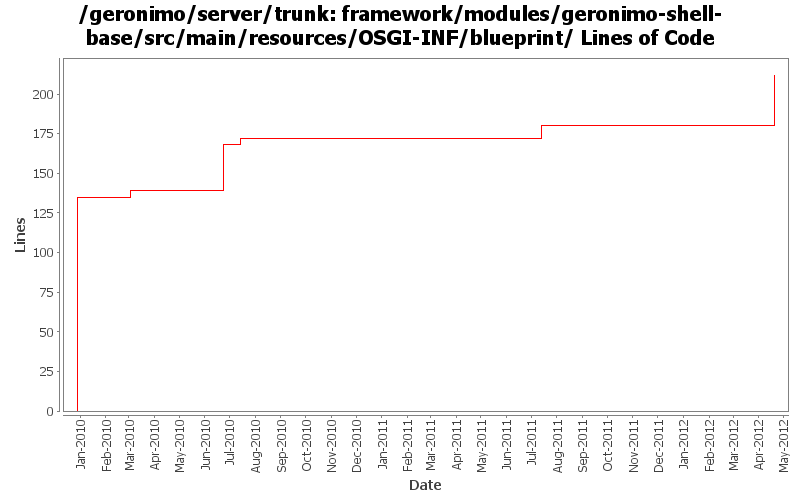 /geronimo/server/trunk: framework/modules/geronimo-shell-
base/src/main/resources/OSGI-INF/blueprint/ Lines of Code
200
175
150
125
100
75
50
25
0
Lines
Jan-2010
Feb-2010
Mar-2010
Apr-2010
May-2010
Jun-2010
Jul-2010
Aug-2010
Sep-2010
Oct-2010
Nov-2010
Dec-2010
Jan-2011
Feb-2011
Mar-2011
Apr-2011
May-2011
Jun-2011
Jul-2011
Aug-2011
Sep-2011
Oct-2011
Nov-2011
Dec-2011
Jan-2012
Feb-2012
Mar-2012
Apr-2012
May-2012
Date